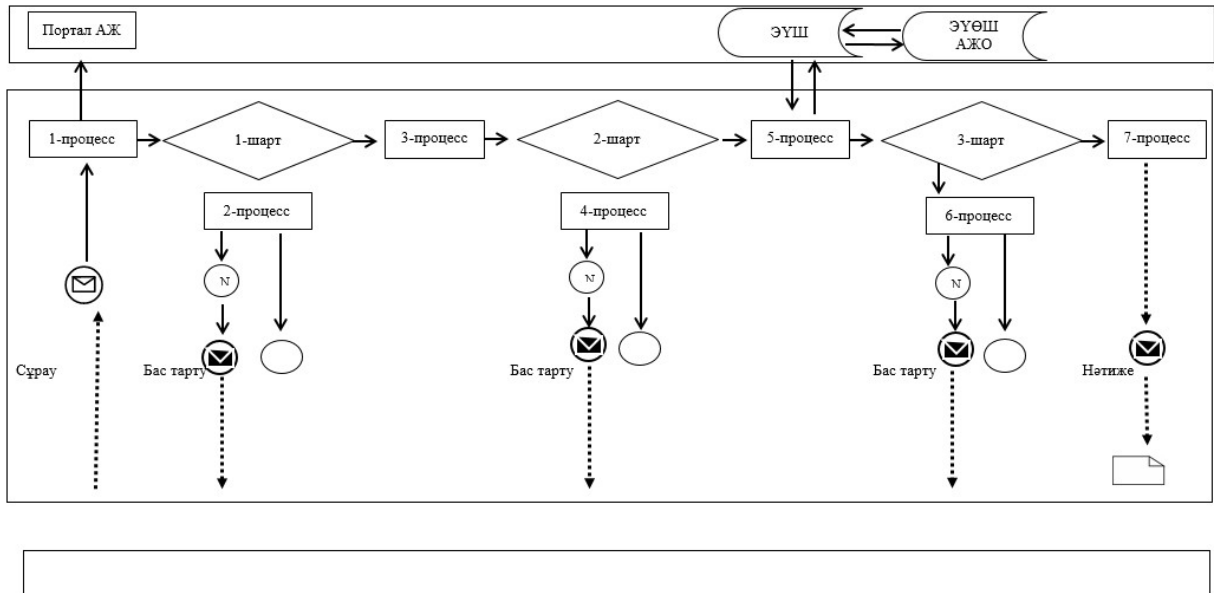 Портал АЖ
ЭҮШ
ЭҮӨШ
АЖО
1-процесс
1-шарт
3-процесс
2-шарт
5-процесс
3-шарт
7-процесс
2-процесс
4-процесс
6-процесс
N
N
N
Сұрау
Бас тарту
Бас тарту
Бас тарту
Нәтиже